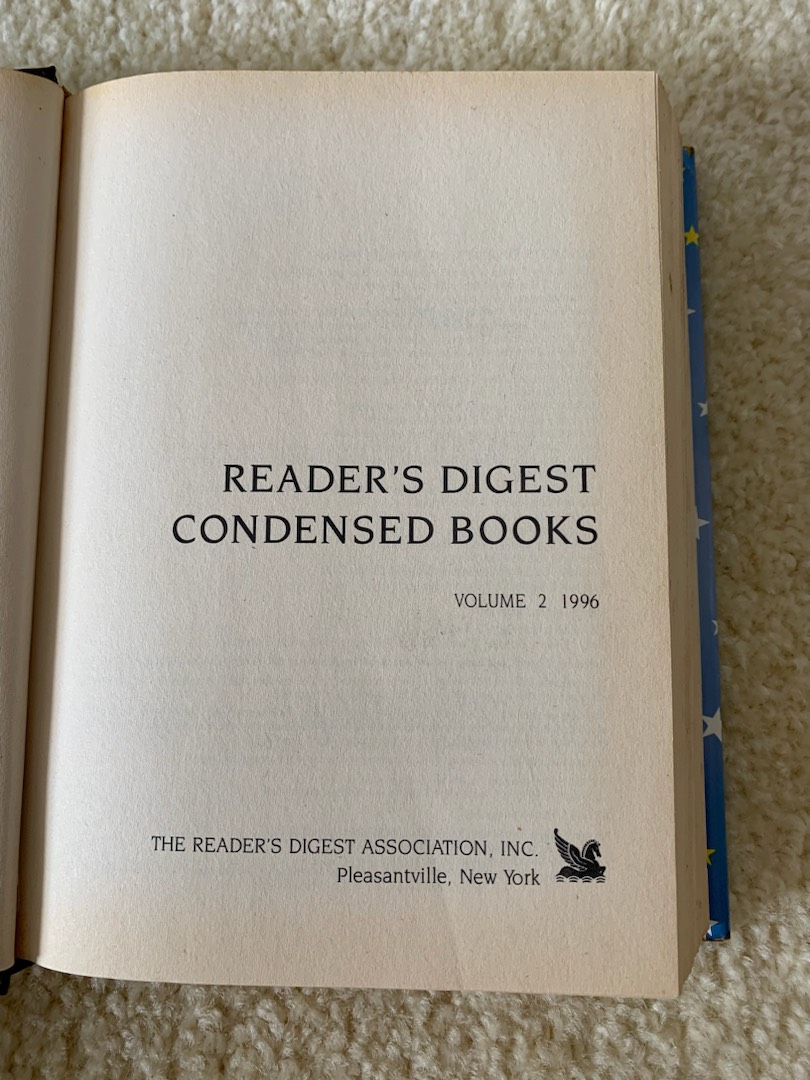 READER'S DIGEST
CONDENSED BOOKS
VOLUME 2 1996
THE READER'S DIGEST ASSOCIATION, INC.
Pleasantville, New York